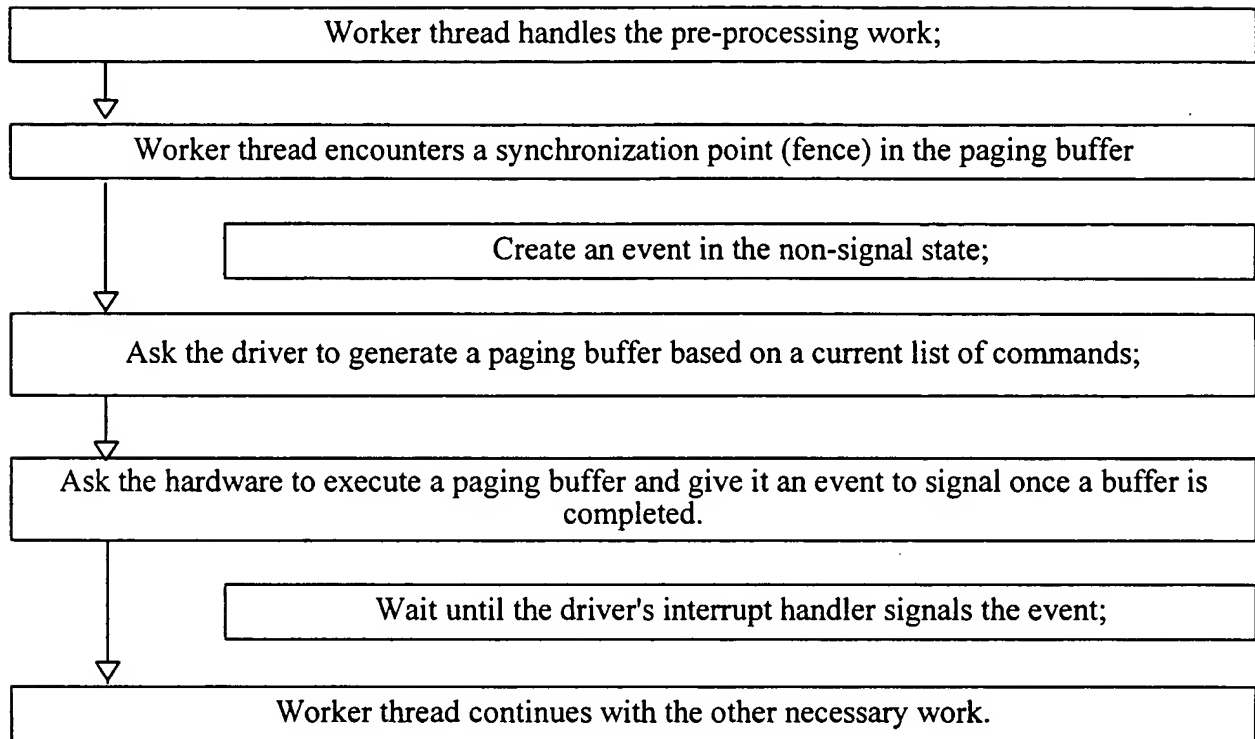 Worker thread handles the pre-processing work;
Worker thread encounters a synchronization point (fence) in the paging buffer
Create an event in the non-signal state;
Ask the driver to generate a paging buffer based on a current list of commands;
Ask the hardware to execute a paging buffer and give it an event to signal once a buffer is
completed.
Wait until the driver's interrupt handler signals the event;
Worker thread continues with the other necessary work.